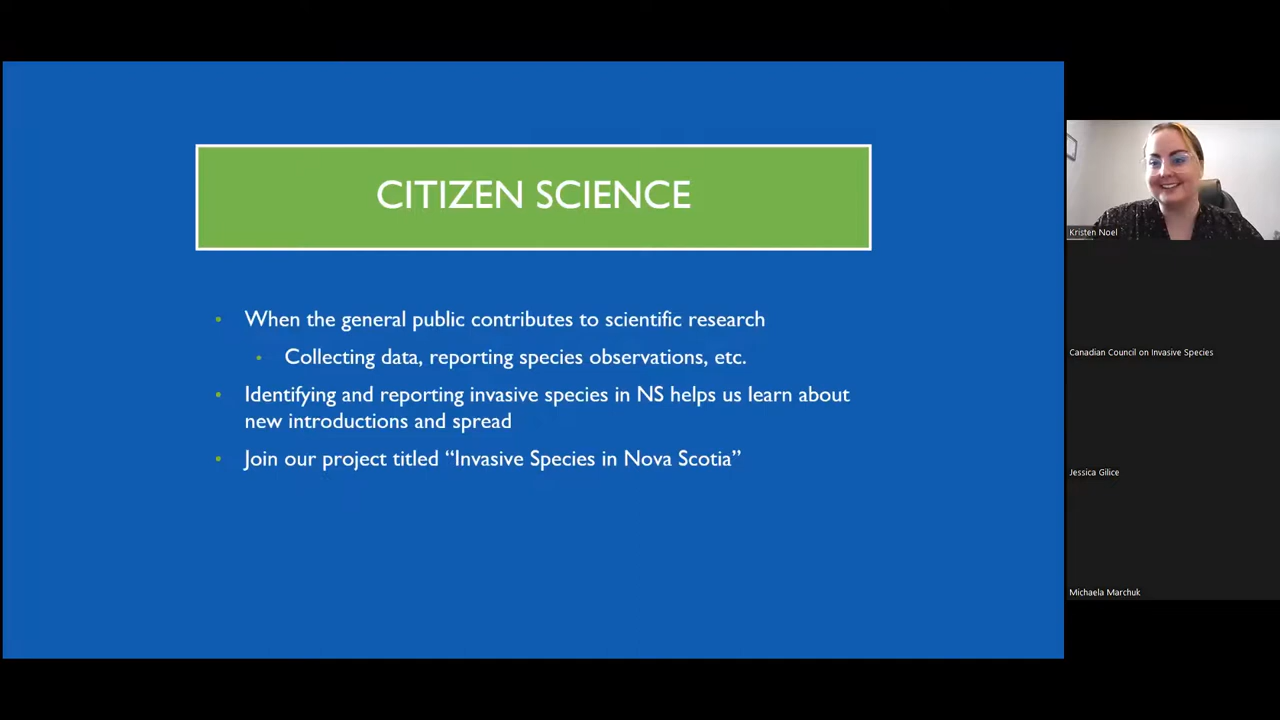 CITIZEN SCIENCE
• When the general public contributes to scientific research
• Collecting data, reporting species observations, etc.
• Identifying and reporting invasive species in NS helps us learn about
new introductions and spread
• Join our project titled “Invasive Species in Nova Scotia”
Kristen Noel
Canadian Council on Invasive Species
Jessica Gilice
Michaela Marchuk